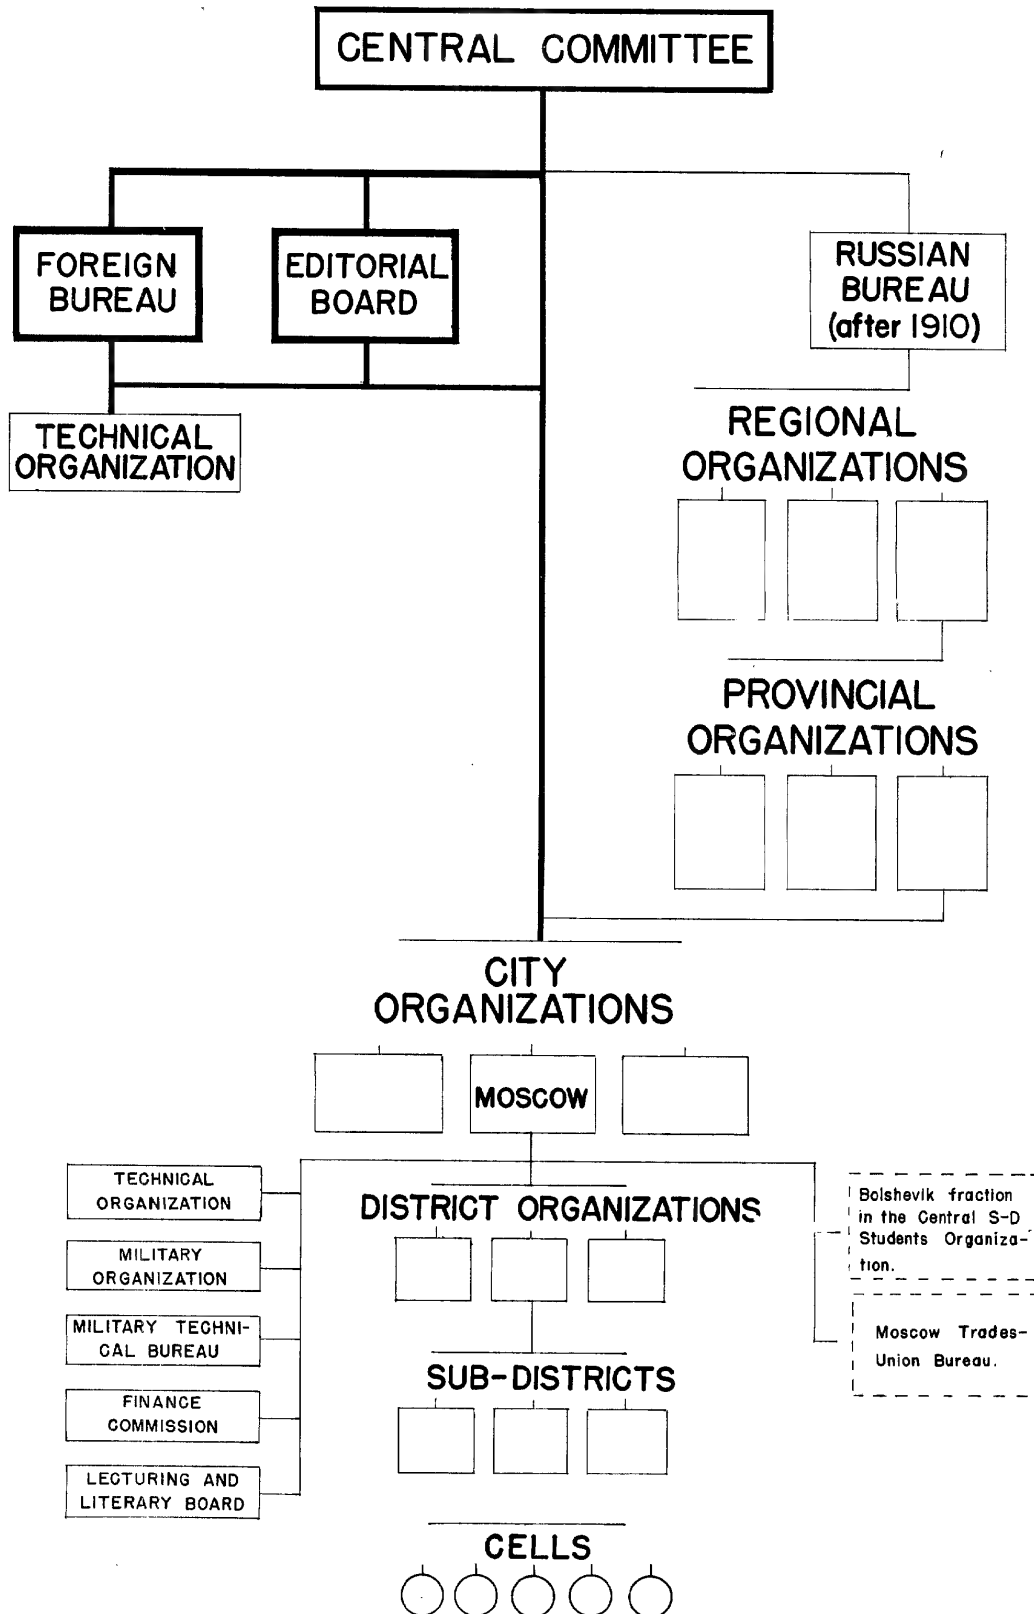 CENTRAL COMMITTEE
FOREIGN
BUREAU
EDITORIAL
BOARD
RUSSIAN
BUREAU
(after 1910)
TECHNICAL
ORGANIZATION
REGIONAL
ORGANIZATIONS
PROVINCIAL
ORGANIZATIONS
CITY
ORGANIZATIONS
MOSCOW
TECHNICAL
ORGANIZATION
MILITARY
ORGANIZATION
MILITARY TECHNI-
CAL BUREAU
FINANCE
COMMISSION
LECTURING AND
LITERARY BOARD
DISTRICT ORGANIZATIONS
SUB-DISTRICTS
CELLS
Bolshevik fraction
in the Central S-D
Students Organiza-
tion.
Moscow Trades-
Union Bureau.